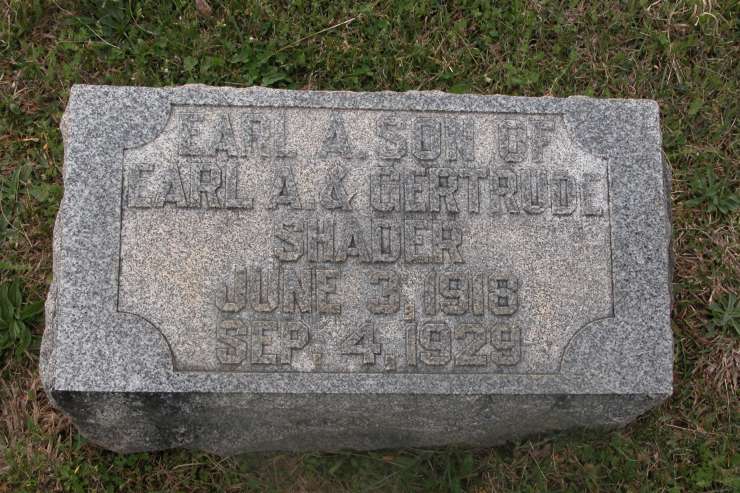 EARL A. SON OF
EARL A. & GERTRUDE
SHADER
JUNE 3, 1918
SEP. 4, 1929